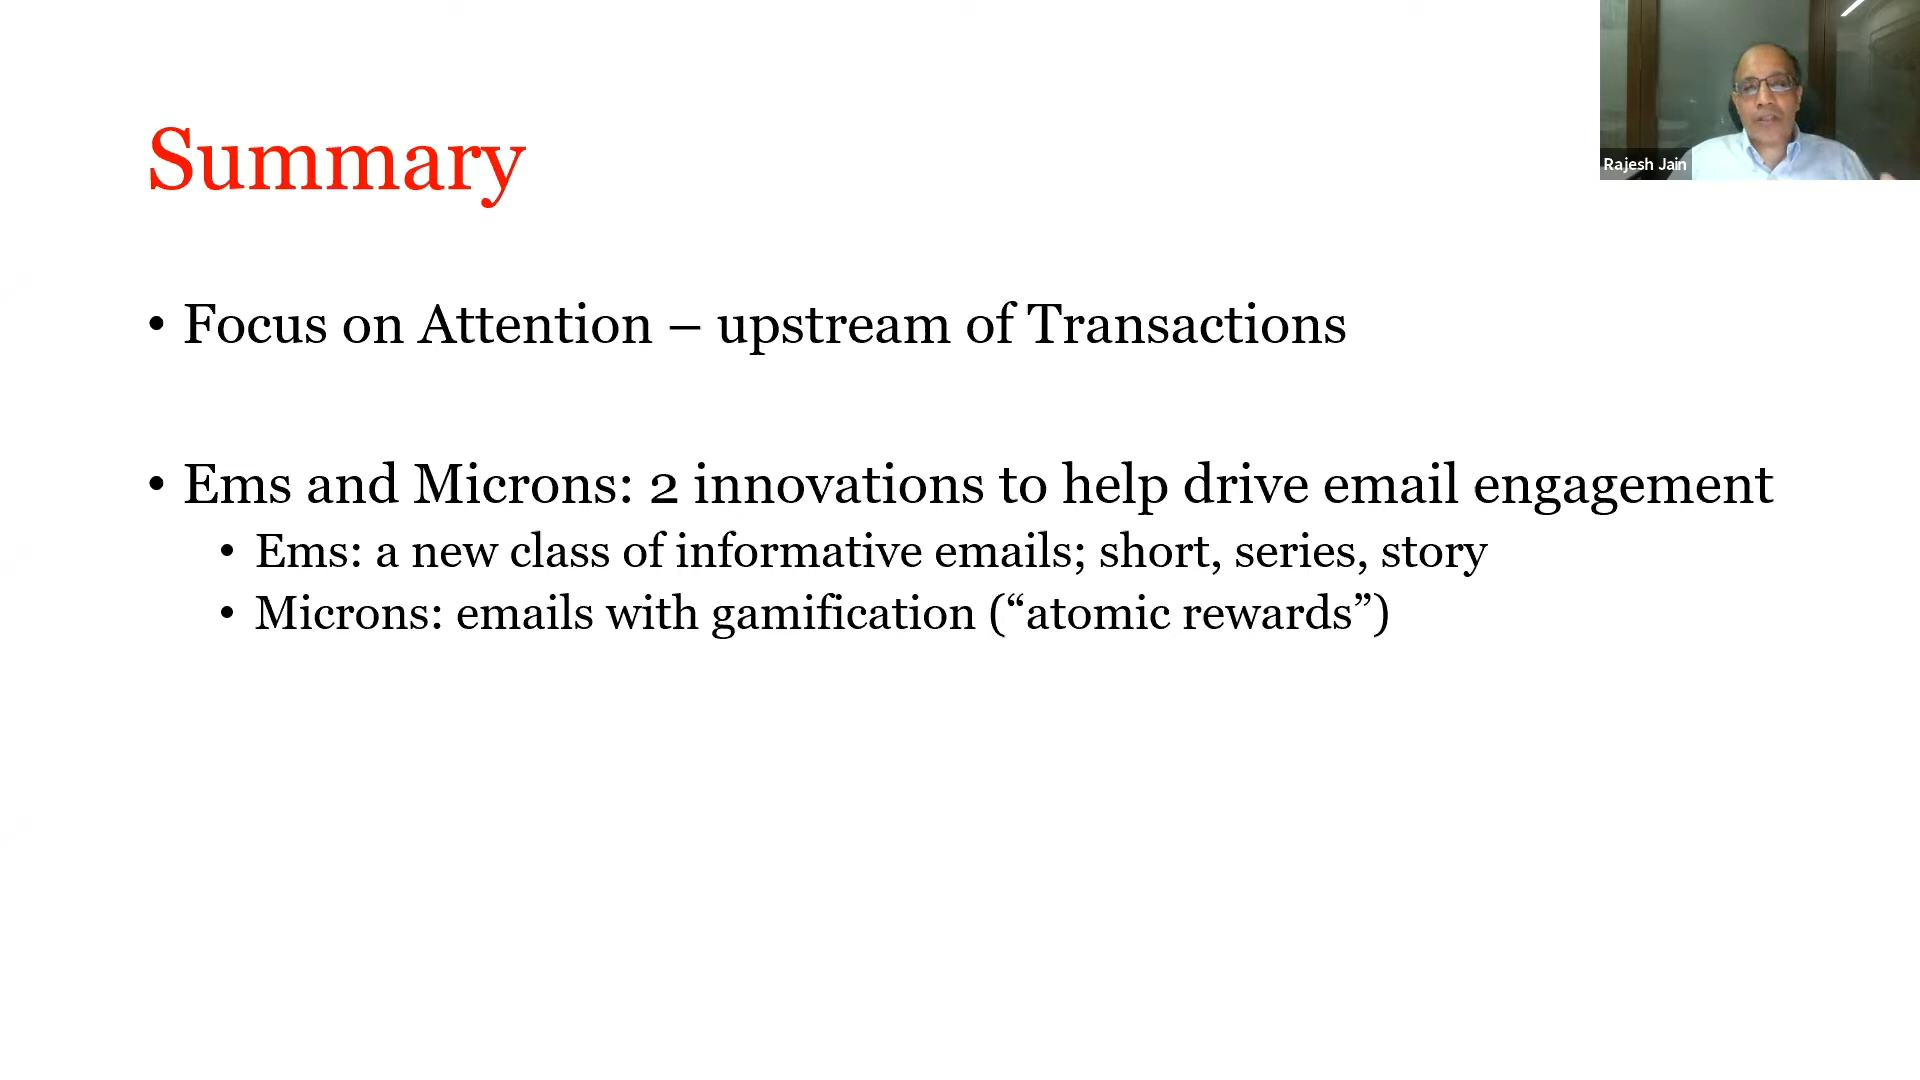 Summary
• Focus on Attention – upstream of Transactions
• Ems and Microns: 2 innovations to help drive email engagement
• Ems: a new class of informative emails; short, series, story
• Microns: emails with gamification (“atomic rewards”)
Rajesh Jain